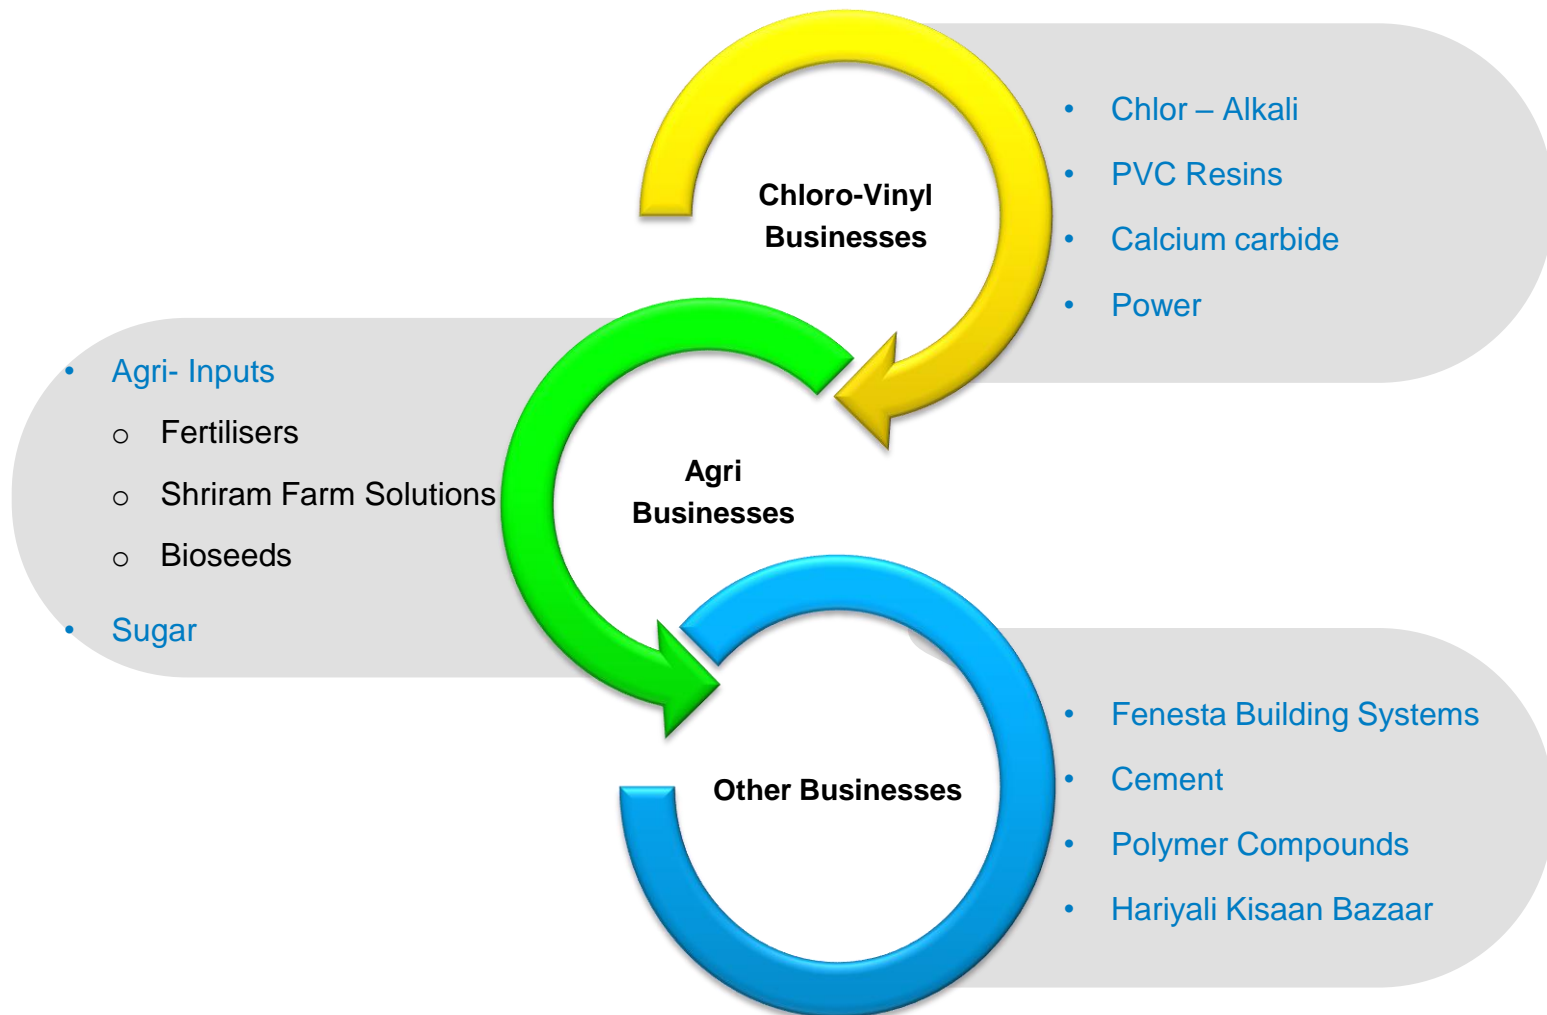 Chloro-Vinyl
Businesses
• Chlor – Alkali
• PVC Resins
• Calcium carbide
• Power
Agri
Businesses
• Agri- Inputs
o Fertilisers
o Shriram Farm Solutions
o Bioseeds
• Sugar
Other Businesses
• Fenesta Building Systems
• Cement
• Polymer Compounds
• Hariyali Kisaan Bazaar